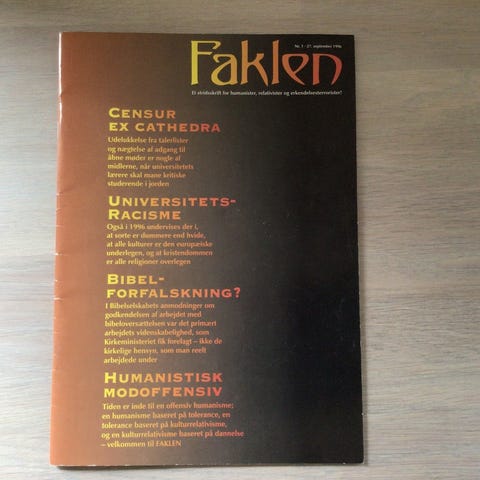 Nr. 1 · 27. september 1996
Faklen
Et stridsskrift for humanister, relativister og erkendelsesterrorister!
CENSUR
EX CATHEDRA
Udelukkelse fra talerlister
og nægtelse af adgang til
åbne møder er nogle af
midlerne, når universitetets
lærere skal mane kritiske
studerende i jorden
UNIVERSITETS-
RACISME
Også i 1996 undervises der i,
at sorte er dummere end hvide,
at alle kulturer er den europæiske
underlegen, og at kristendommen
er alle religioner overlegen
BIBEL-
FORFALSKNING?
I Bibelselskabets anmodninger om
godkendelsen af arbejdet med
bibeloversættelsen var det primært
arbejdets videnskabelighed, som
Kirkeministeriet fik forelagt – ikke de
kirkelige hensyn, som man reelt
arbejdede under
HUMANISTISK
MODOFFENSIV
Tiden er inde til en offensiv humanisme;
en humanisme baseret på tolerance, en
tolerance baseret på kulturrelativisme,
og en kulturrelativisme baseret på dannelse
– velkommen til FAKLEN